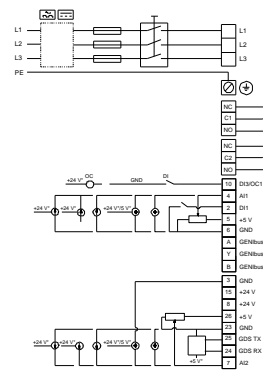 L1 L1
L2 L2
L3 L3
PE
NC
C1
NO
NC
C2
NO
+24 V* OC GND DI 10 DI3/OC1
4 AI1
2 DI1
+24 V* +24 V* +24 V*/5 V* 5 +5 V
6 GND
A GENIbus
Y GENIbus
B GENIbus
3 GND
15 +24 V
8 +24 V
26 +5 V
23 GND
25 GDS TX
+24 V* +24 V* +24 V*/5 V* 24 GDS RX
+5 V* 7 AI2